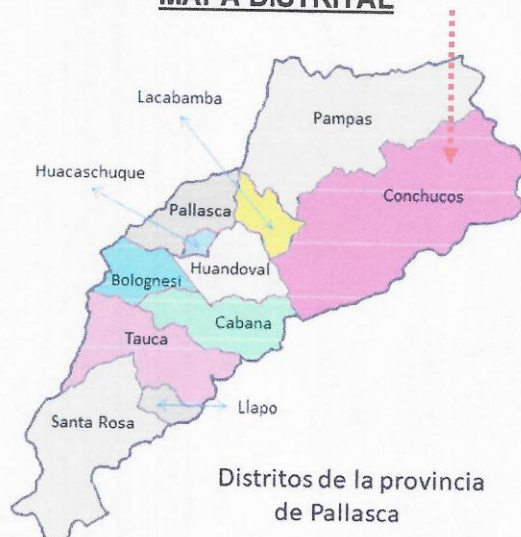 MAPA DISTRITAL
Lacabamba
Pampas
Huacaschuque
Conchucos
Pallasca
Huandoval
Bolognesi
Cabana
Tauca
Llapo
Santa Rosa
Distritos de la provincia
de Pallasca